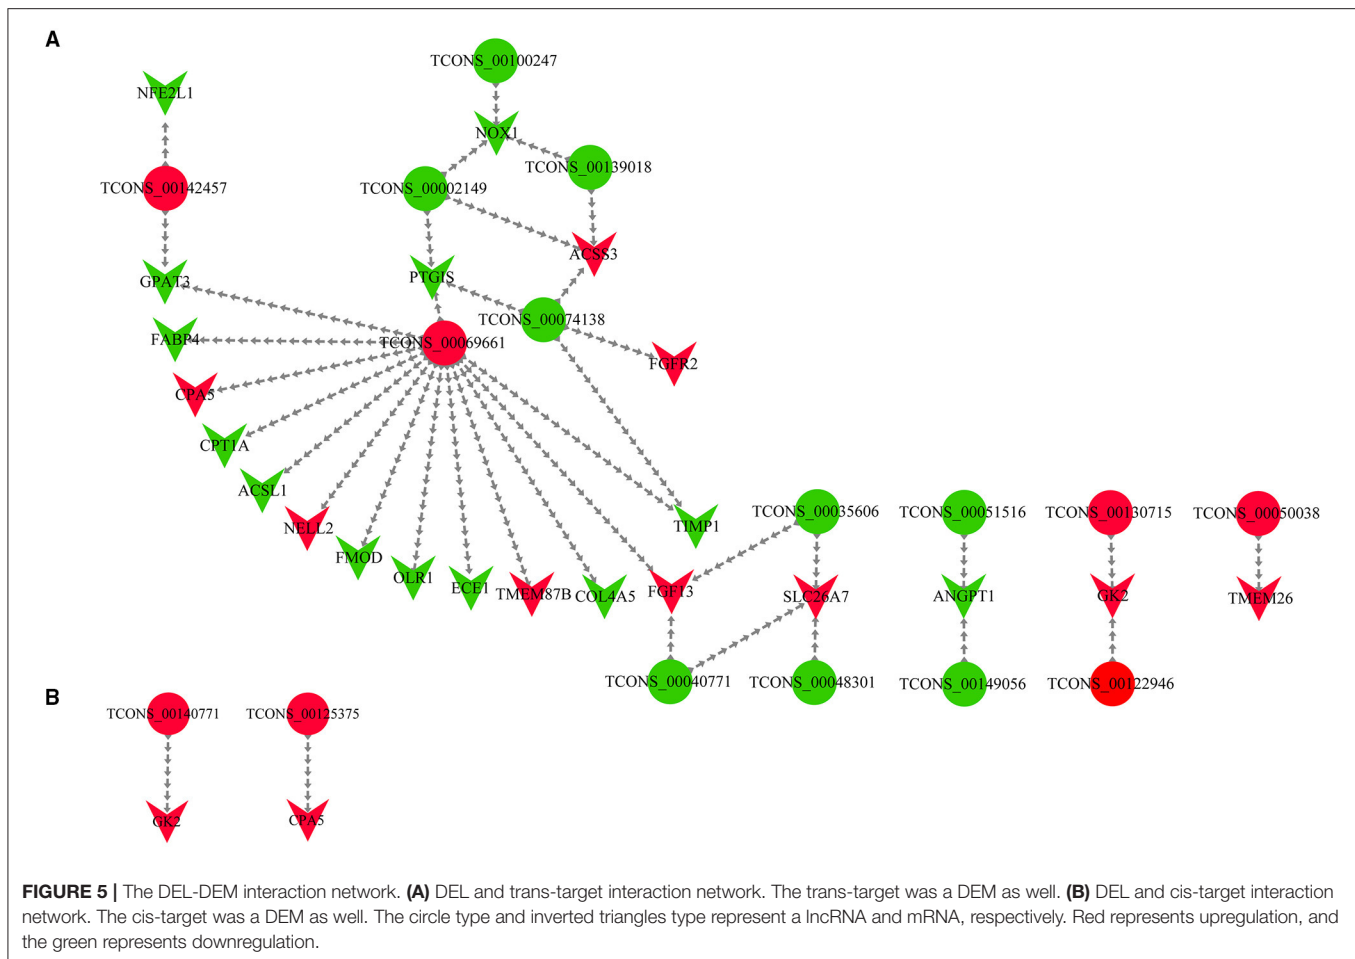 A
TCONS_00100247
NFE2L1
NOX1
TCONS_00139018
TCONS_00142457
TCONS_00002149
ACSS3
PTGIS
GPAT3
TCONS_00074138
FABP4
TCONS_00069661
FGFR2
CPA5
CPT1A
ACSL1
NELL2
TIMP1
TCONS_00035606
TCONS_00051516
TCONS_00130715
TCONS_00050038
FMOD
OLR1
ECE1
TMEM87B
COL4A5
FGF13
SLC26A7
ANGPT1
GK2
TMEM26
TCONS_00040771
TCONS_00048301
TCONS_00149056
TCONS_00122946
B
TCONS_00140771
TCONS_00125375
GK2
CPA5
FIGURE 5 | The DEL-DEM interaction network. (A) DEL and trans-target interaction network. The trans-target was a DEM as well. (B) DEL and cis-target interaction
network. The cis-target was a DEM as well. The circle type and inverted triangles type represent a lncRNA and mRNA, respectively. Red represents upregulation, and
the green represents downregulation.